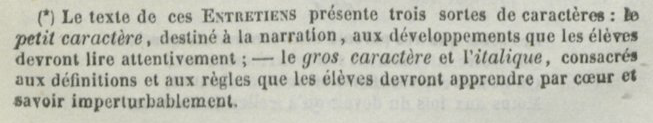 (*) Le texte de ces ENTRETIENS présente trois sortes de caractères : le
petit caractère, destiné à la narration, aux développements que les élèves
devront lire attentivement ; — le gros caractère et l'italique, consacrés
aux définitions et aux règles que les élèves devront apprendre par cœur et
savoir imperturbablement.